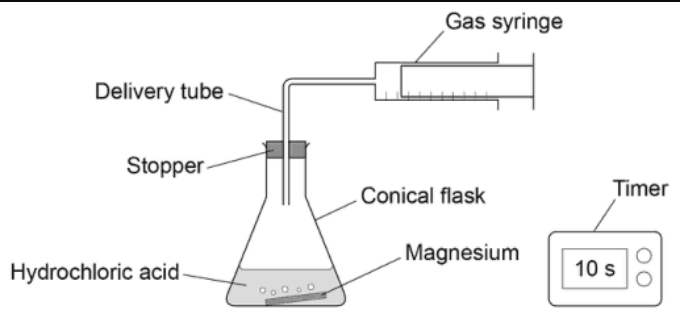 Gas syringe
Delivery tube
Stopper
Conical flask
Timer
Magnesium
10 s
Hydrochloric acid